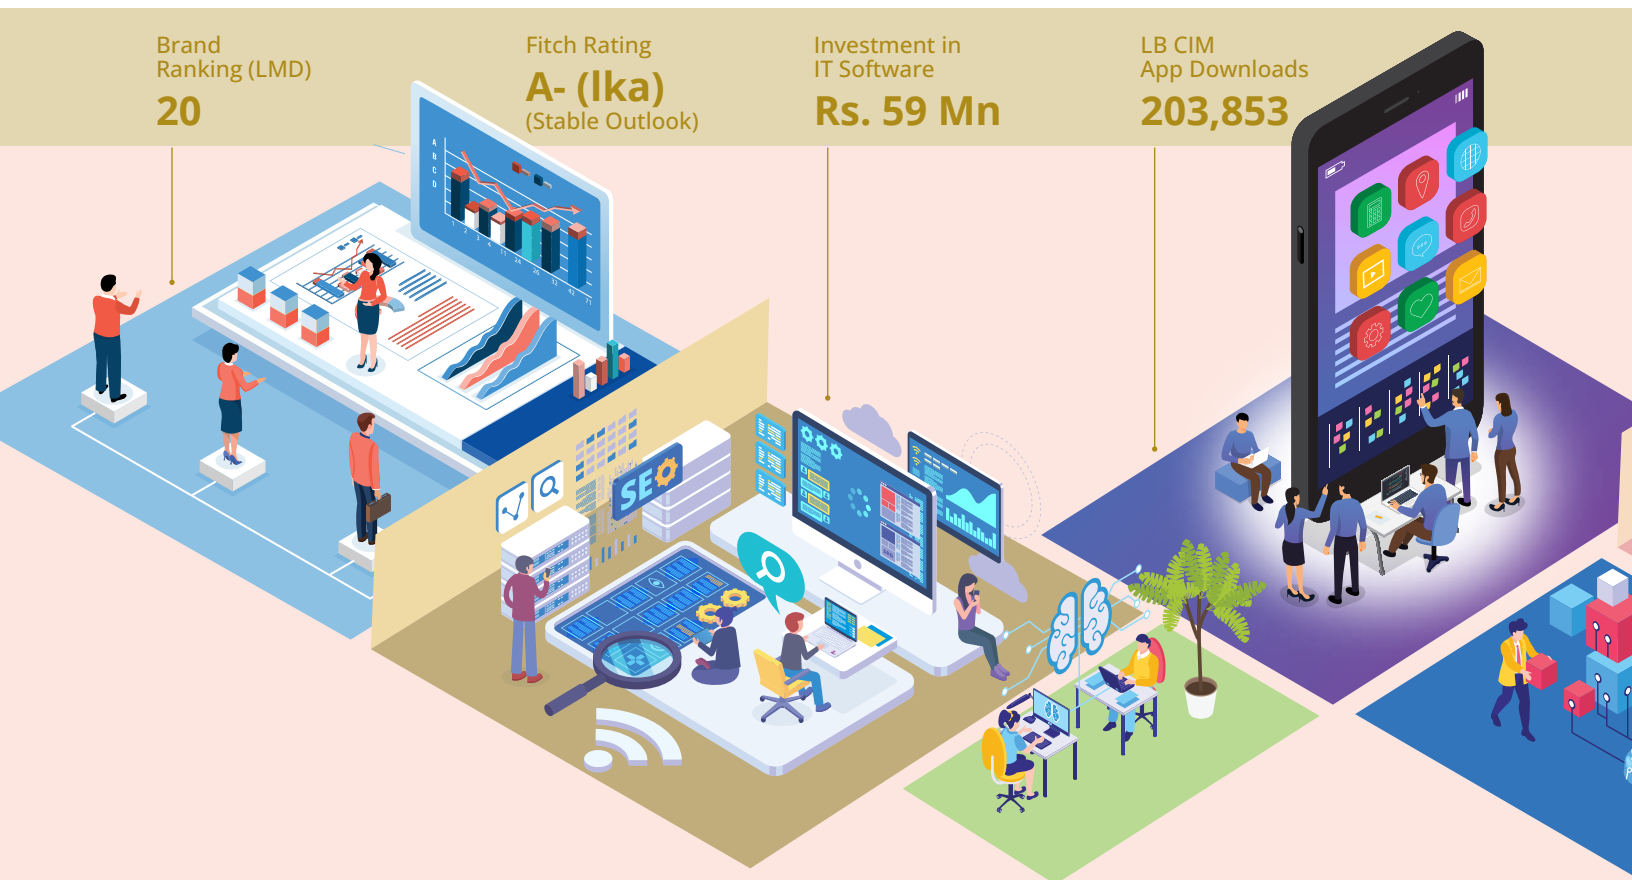 Brand
Ranking (LMD)
20
Fitch Rating
A- (lka)
(Stable Outlook)
Investment in
IT Software
Rs. 59 Mn
LB CIM
App Downloads
203,853
A
B
C
D
SEO